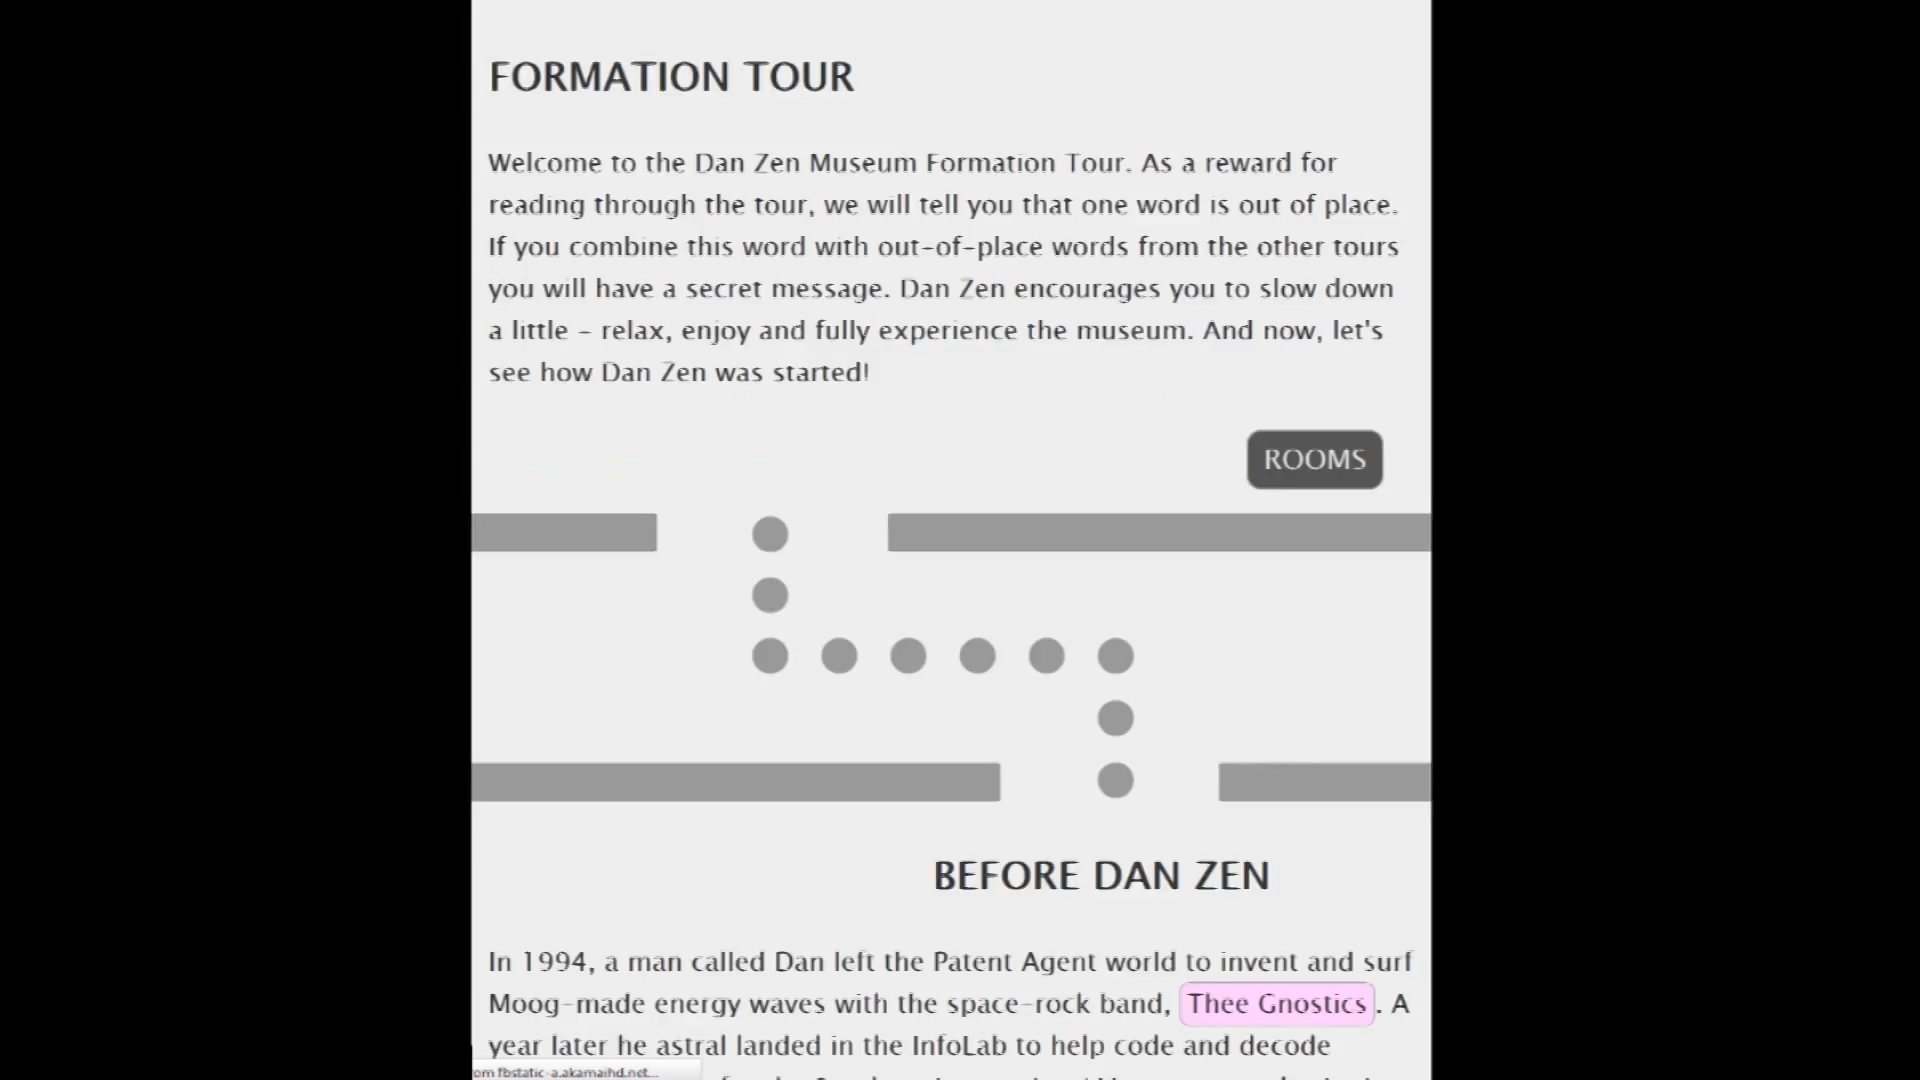 FORMATION TOUR
Welcome to the Dan Zen Museum Formation Tour. As a reward for
reading through the tour, we will tell you that one word is out of place.
If you combine this word with out-of-place words from the other tours
you will have a secret message. Dan Zen encourages you to slow down
a little - relax, enjoy and fully experience the museum. And now, let's
see how Dan Zen was started!
ROOMS
BEFORE DAN ZEN
In 1994, a man called Dan left the Patent Agent world to invent and surf
Moog-made energy waves with the space-rock band, Thee Gnostics. A
year later he astral landed in the InfoLab to help code and decode
om fbstatic-a.akamaihd.net...